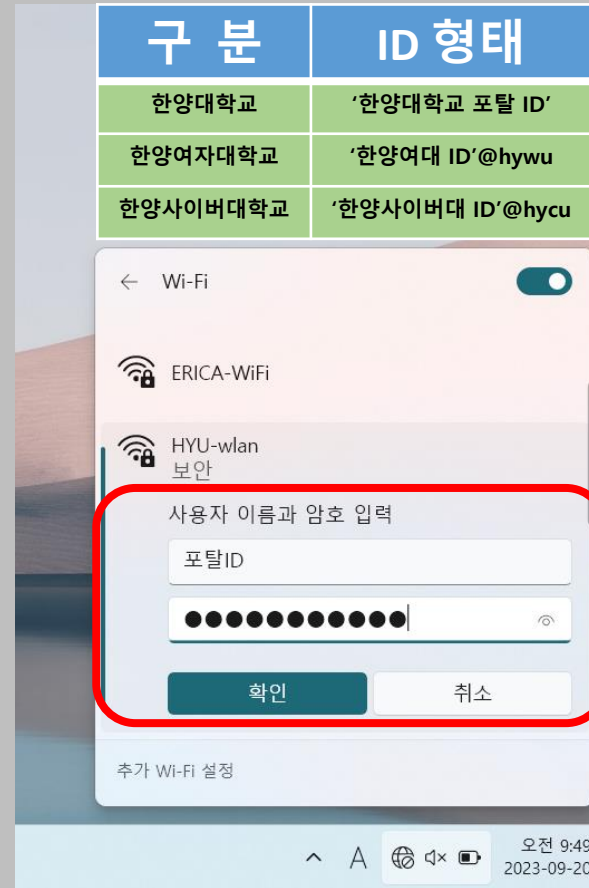 구 분 ID 형태
한양대학교 ‘한양대학교 포탈 ID’
한양여자대학교 ‘한양여대 ID’@hywu
한양사이버대학교 ‘한양사이버대 ID’@hycu
Wi-Fi
ERICA-WiFi
HYU-wlan
보안
사용자 이름과 암호 입력
포탈ID
●●●●●●●●●●●
확인 취소
추가 Wi-Fi 설정
A 오전 9:49
2023-09-20